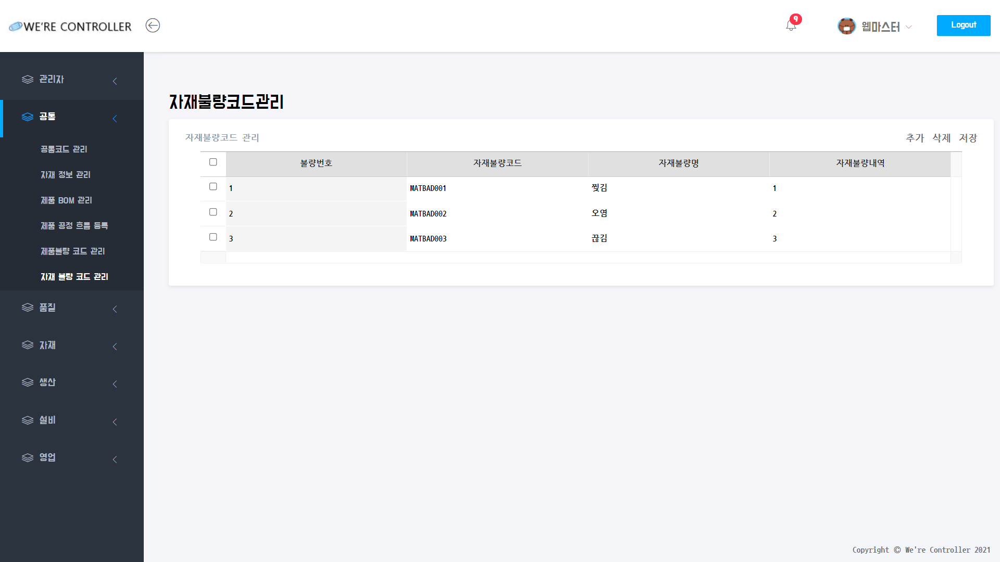 WE'RE CONTROLLER
9
웹마스터
Logout
관리자
공통
공통코드 관리
자재 정보 관리
제품 BOM 관리
제품 공정 흐름 등록
제품불량 코드 관리
자재 불량 코드 관리
품질
자재
생산
설비
영업
자재불량코드관리
자재불량코드 관리
추가 삭제 저장
불량번호 자재불량코드 자재불량명 자재불량내역
1 MATBAD001 찢김 1
2 MATBAD002 오염 2
3 MATBAD003 끊김 3
Copyright © We're Controller 2021